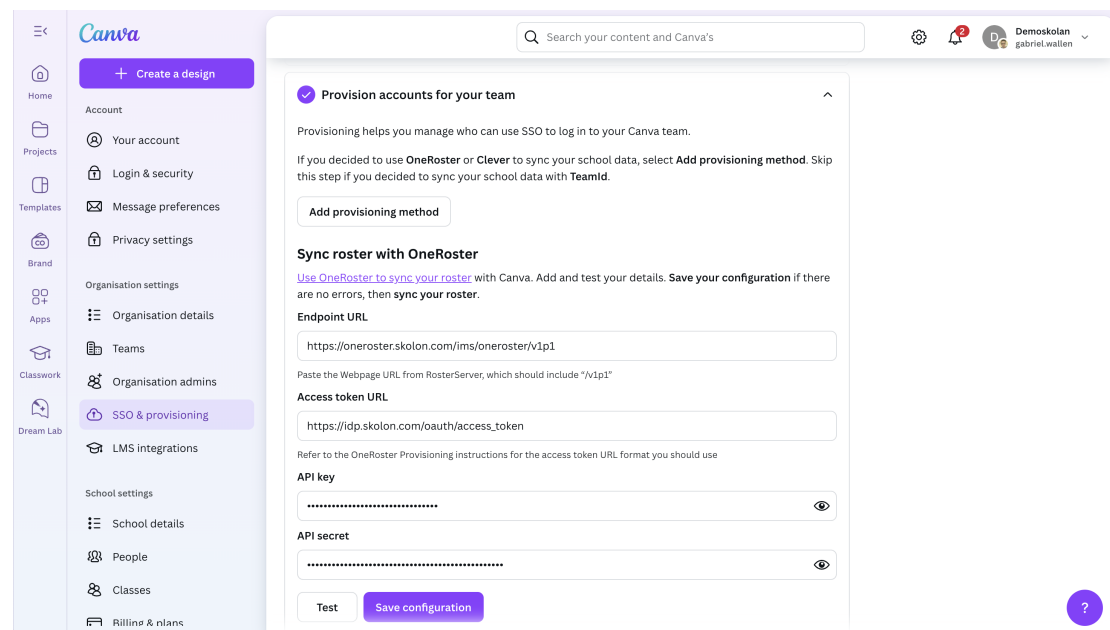 Home
Projects
Templates
CO
Brand
Apps
Classwork
Dream Lab
Canva
Create a design
Account
Your account
Login & security
Message preferences
Privacy settings
Organisation settings
Organisation details
Teams
Organisation admins
SSO & provisioning
LMS integrations
School settings
School details
People
Classes
Billing & plans
Search your content and Canva's
2
D
Demoskolan
gabriel.wallen
Provision accounts for your team
Provisioning helps you manage who can use SSO to log in to your Canva team.
If you decided to use OneRoster or Clever to sync your school data, select Add provisioning method. Skip
this step if you decided to sync your school data with TeamId.
Add provisioning method
Sync roster with OneRoster
Use OneRoster to sync your roster with Canva. Add and test your details. Save your configuration if there
are no errors, then sync your roster.
Endpoint URL
https://oneroster.skolon.com/ims/oneroster/v1p1
Paste the Webpage URL from RosterServer, which should include “/v1p1”
Access token URL
https://idp.skolon.com/oauth/access_token
Refer to the OneRoster Provisioning instructions for the access token URL format you should use
API key
API secret
Test
Save configuration
?